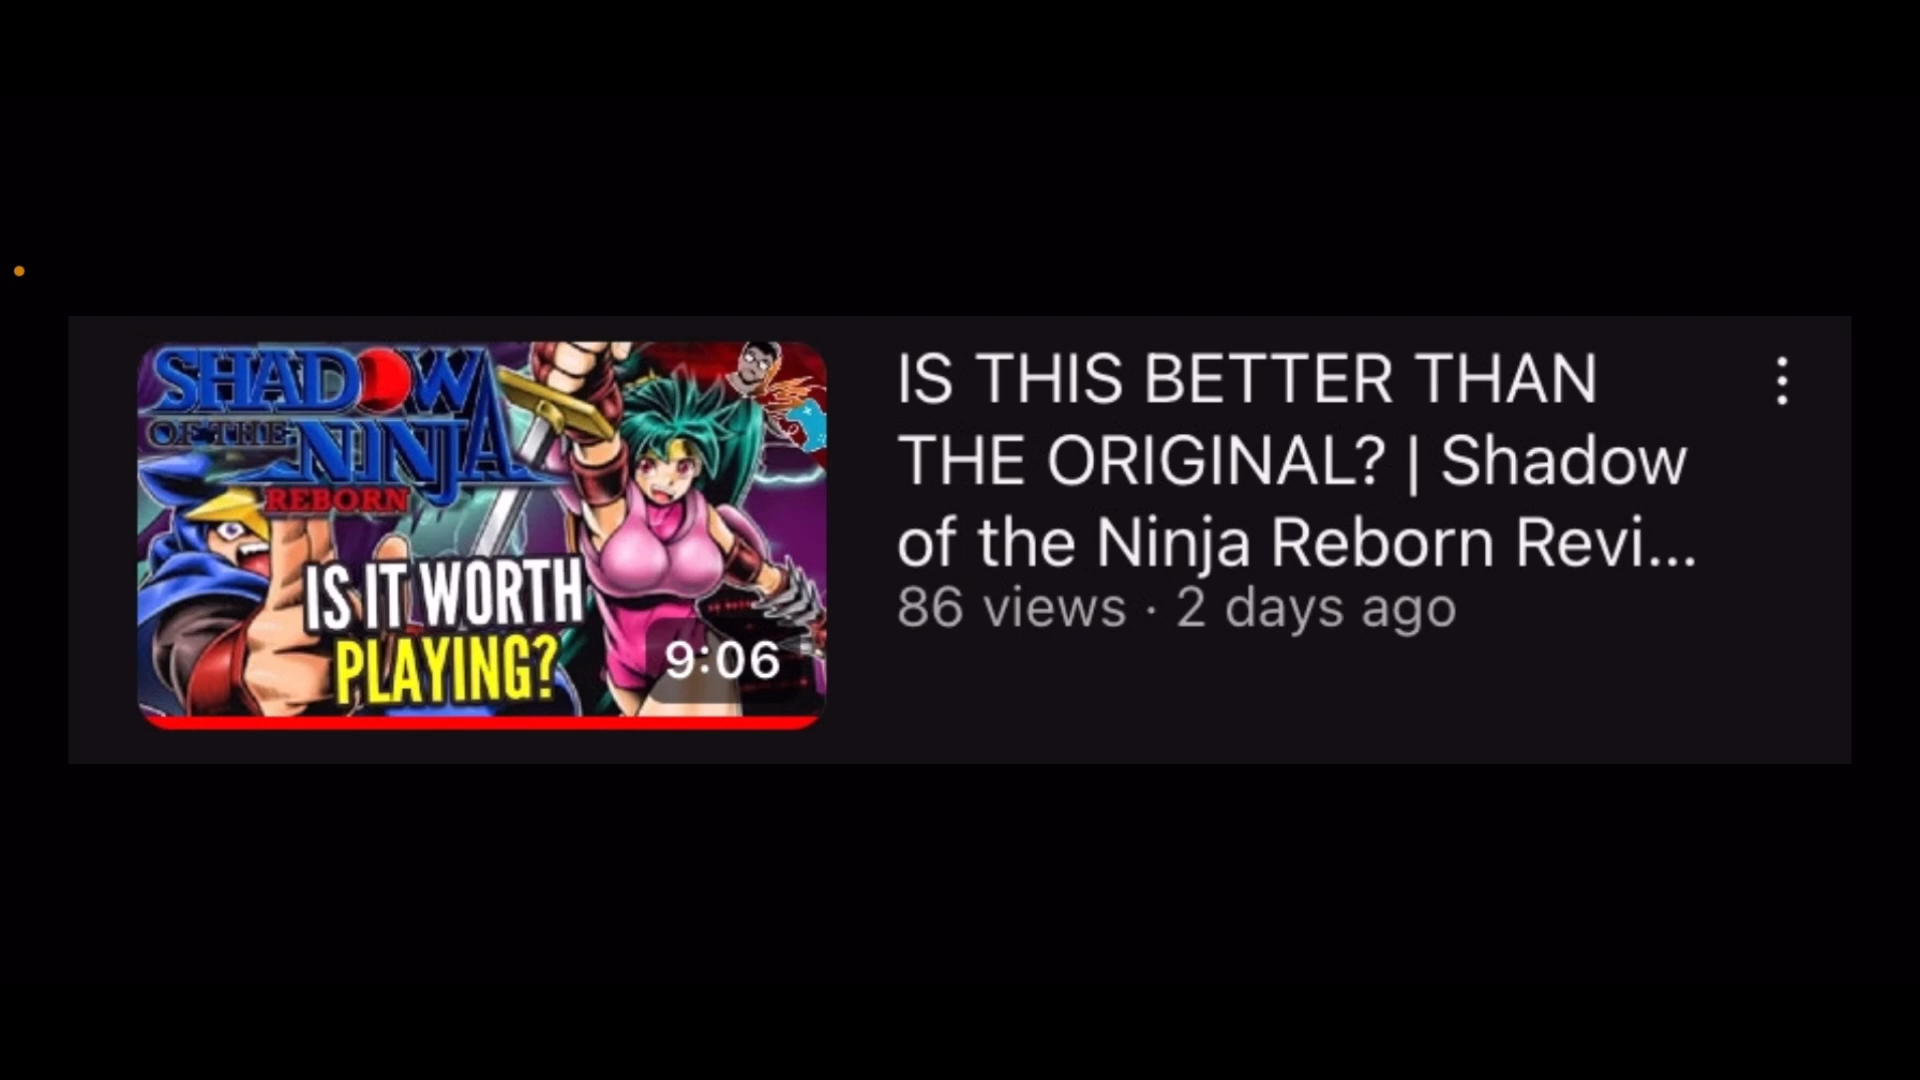 SHADOW
OF THE NINJA
REBORN
IS IT WORTH
PLAYING?
9:06
IS THIS BETTER THAN
THE ORIGINAL? | Shadow
of the Ninja Reborn Revi...
86 views · 2 days ago